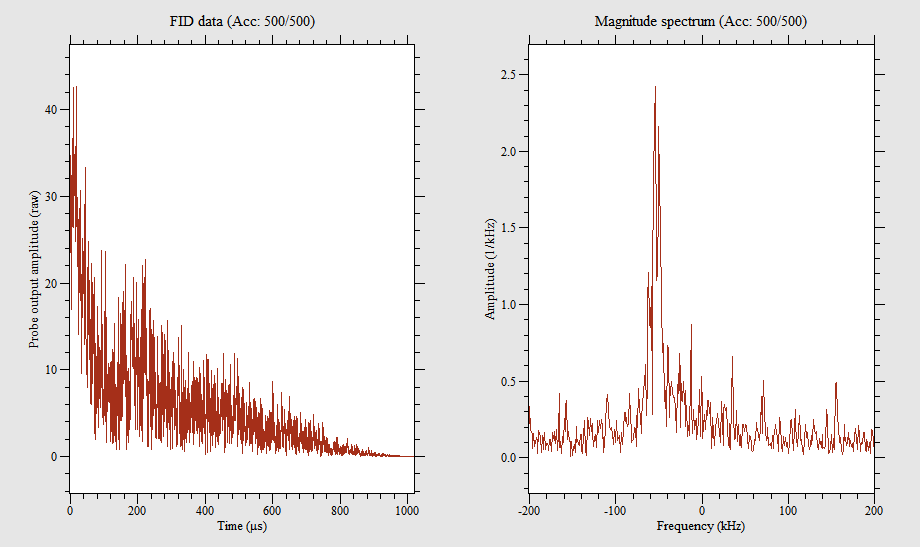 FID data (Acc: 500/500)
Probe output amplitude (raw)
40
30
20
10
0
0 200 400 600 800 1000
Time (µs)
Magnitude spectrum (Acc: 500/500)
Amplitude (1/kHz)
2.5
2.0
1.5
1.0
0.5
0.0
-200 -100 0 100 200
Frequency (kHz)